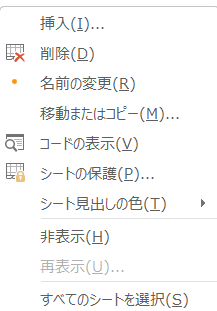 挿入(I)...
削除(D)
名前の変更(R)
移動またはコピー(M)...
コードの表示(V)
シートの保護(P)...
シート見出しの色(T)
非表示(H)
再表示(U)...
すべてのシートを選択(S)